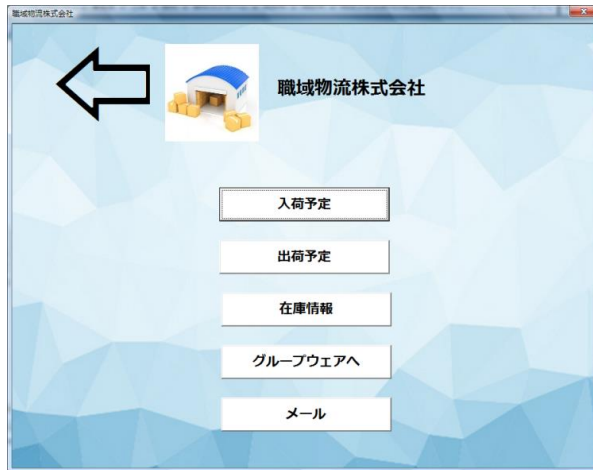 職域物流株式会社
職域物流株式会社
入荷予定
出荷予定
在庫情報
グループウェアへ
メール